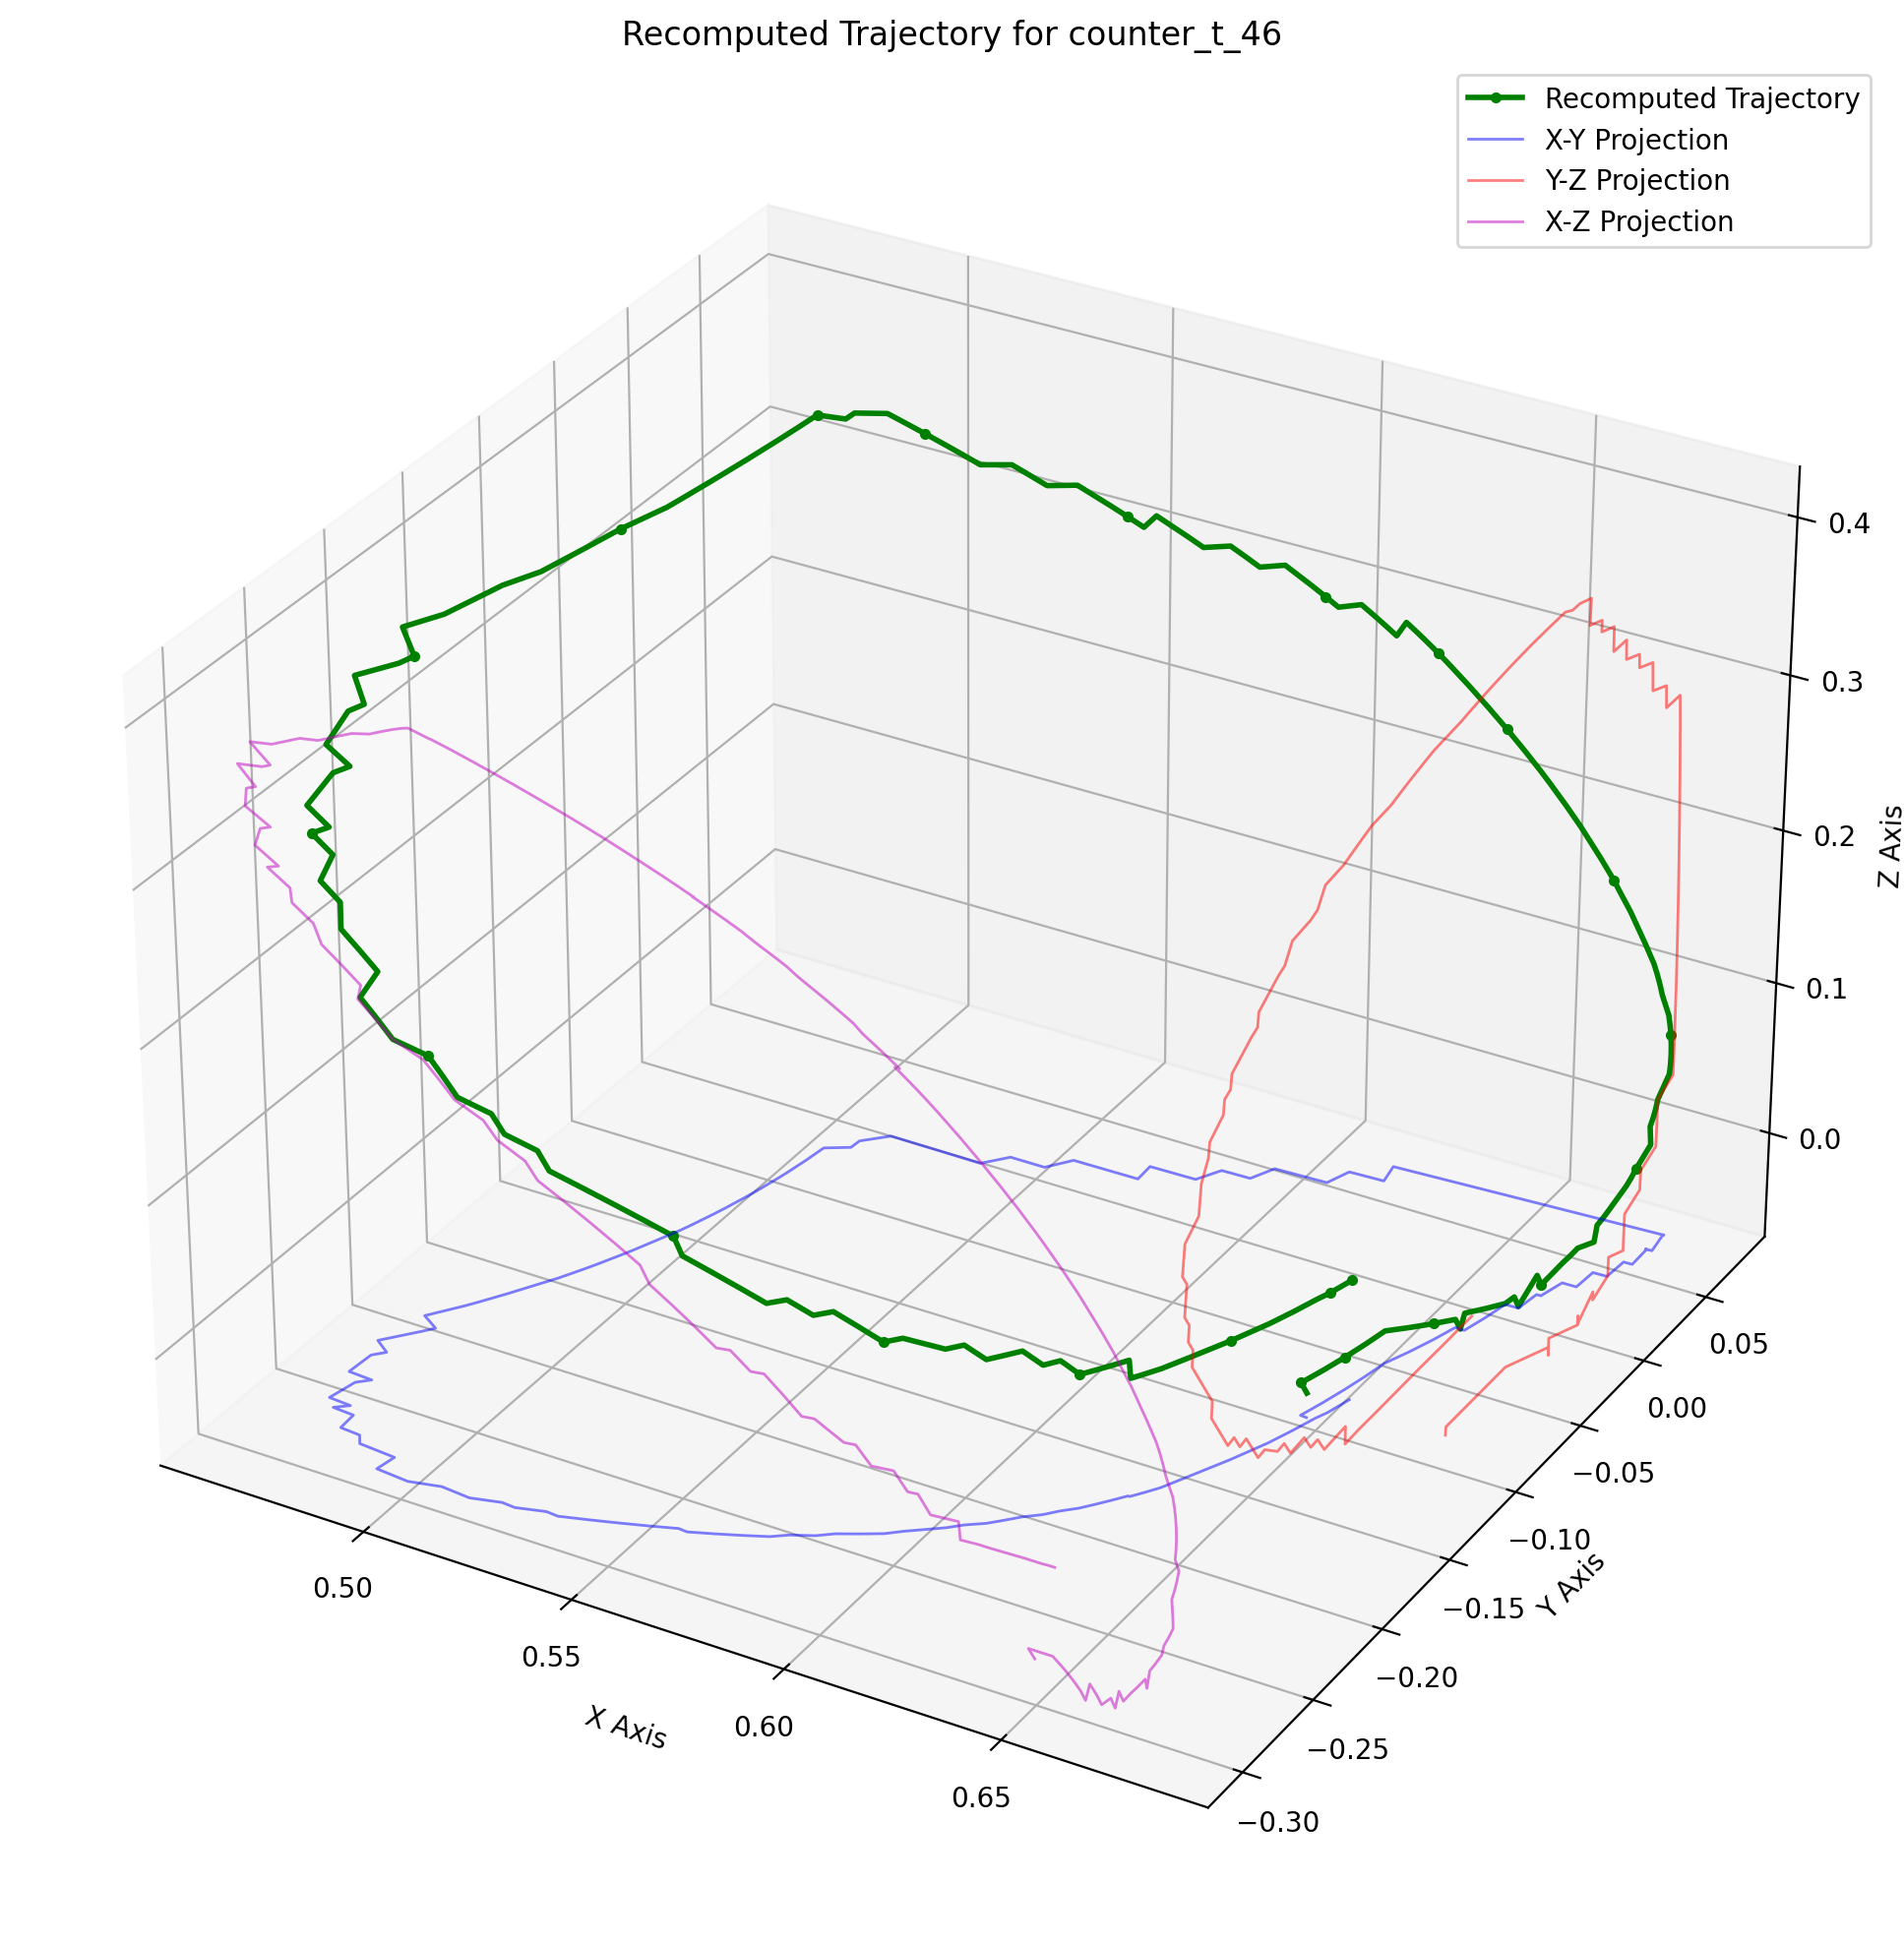 Recomputed Trajectory for counter_t_46
Recomputed Trajectory
X-Y Projection
Y-Z Projection
X-Z Projection
0.4
0.3
0.2
0.1
0.0
Z Axis
0.05
0.00
−0.05
−0.10
−0.15
−0.20
−0.25
−0.30
Y Axis
0.50
0.55
0.60
0.65
X Axis